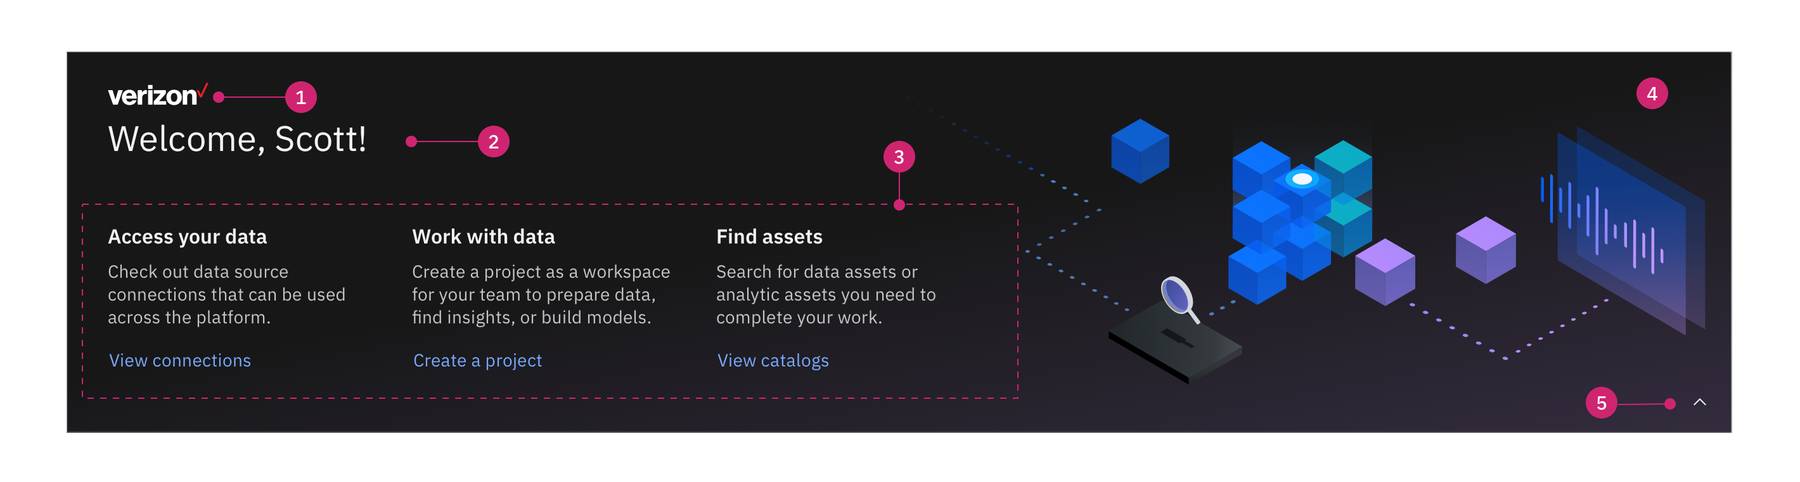 verizon
1
Welcome, Scott!
2
3
4
Access your data
Check out data source
connections that can be used
across the platform.
View connections
Work with data
Create a project as a workspace
for your team to prepare data,
find insights, or build models.
Create a project
Find assets
Search for data assets or
analytic assets you need to
complete your work.
View catalogs
5